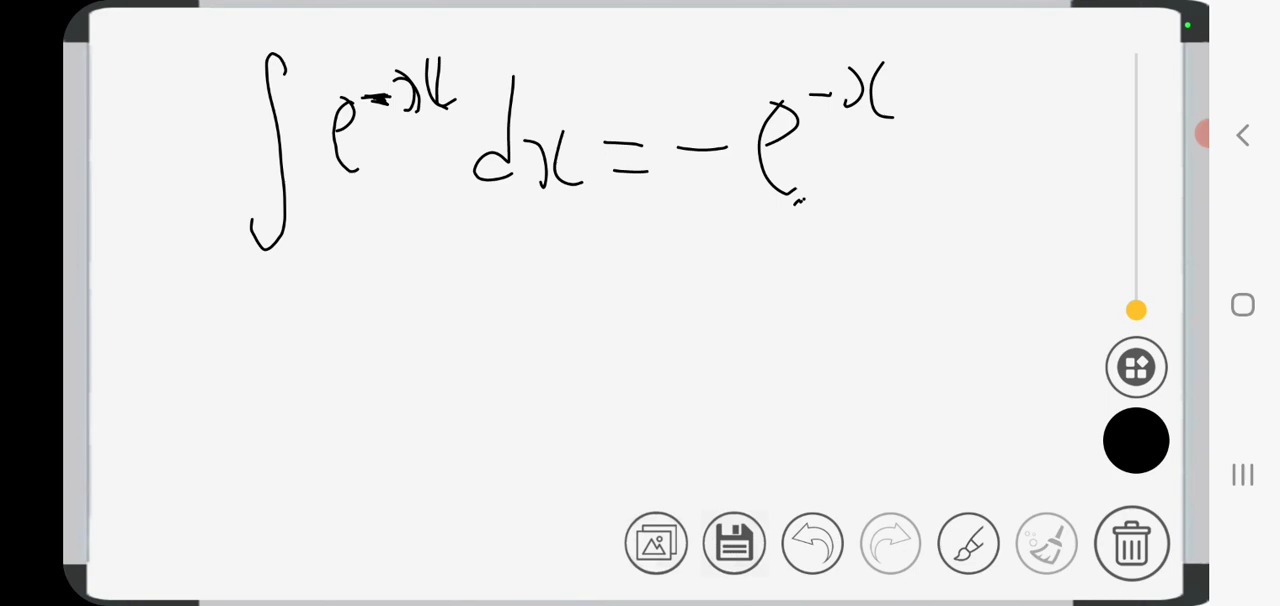 ∫ e^{-x} dx = -e^{-x}